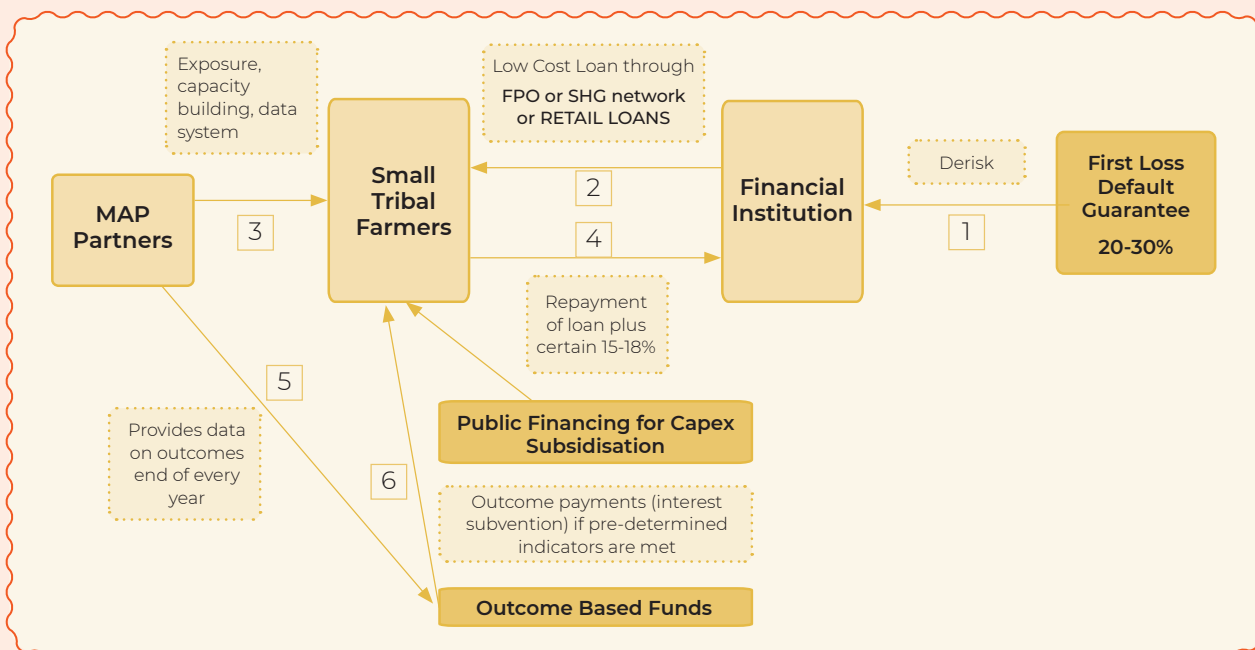 Exposure,
capacity
building, data
system
Low Cost Loan through
FPO or SHG network
or RETAIL LOANS
Derisk
First Loss
Default
Guarantee
20-30%
MAP
Partners
3
Small
Tribal
Farmers
2
4
Financial
Institution
1
Repayment
of loan plus
certain 15-18%
5
Provides data
on outcomes
end of every
year
6
Public Financing for Capex
Subsidisation
Outcome payments (interest
subvention) if pre-determined
indicators are met
Outcome Based Funds